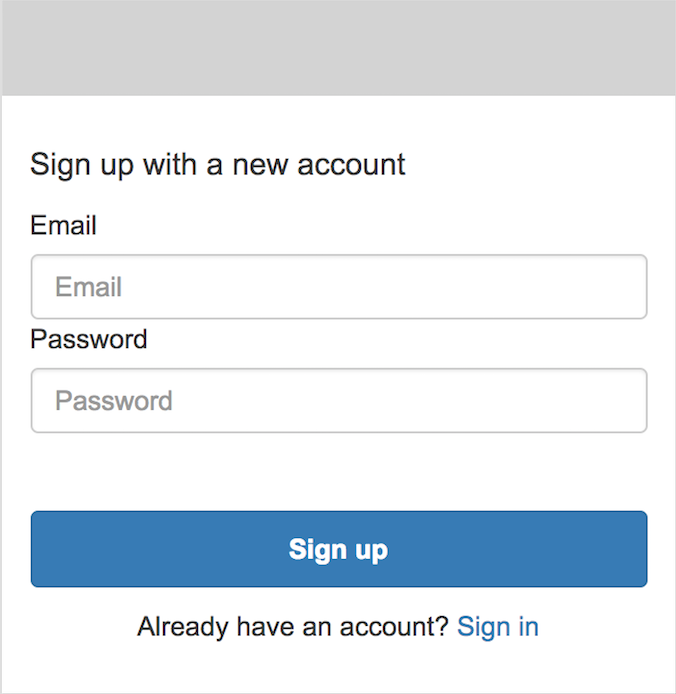 Sign up with a new account
Email
Email
Password
Password
Sign up
Already have an account? Sign in